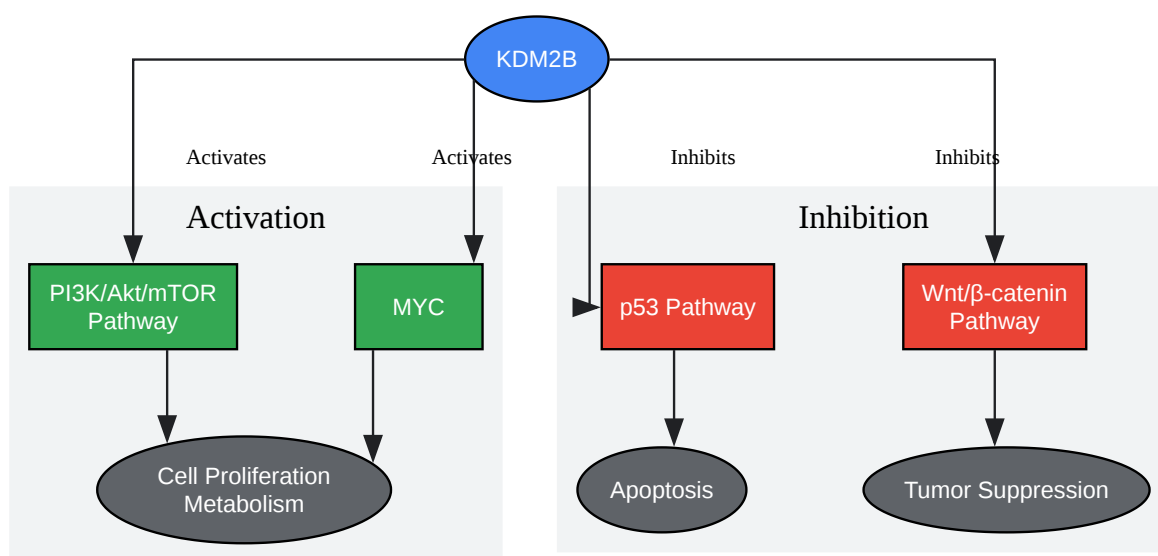 KDM2B
Activates
Activates
Inhibits
Inhibits
Activation
Inhibition
PI3K/Akt/mTOR
Pathway
MYC
p53 Pathway
Wnt/β-catenin
Pathway
Cell Proliferation
Metabolism
Apoptosis
Tumor Suppression